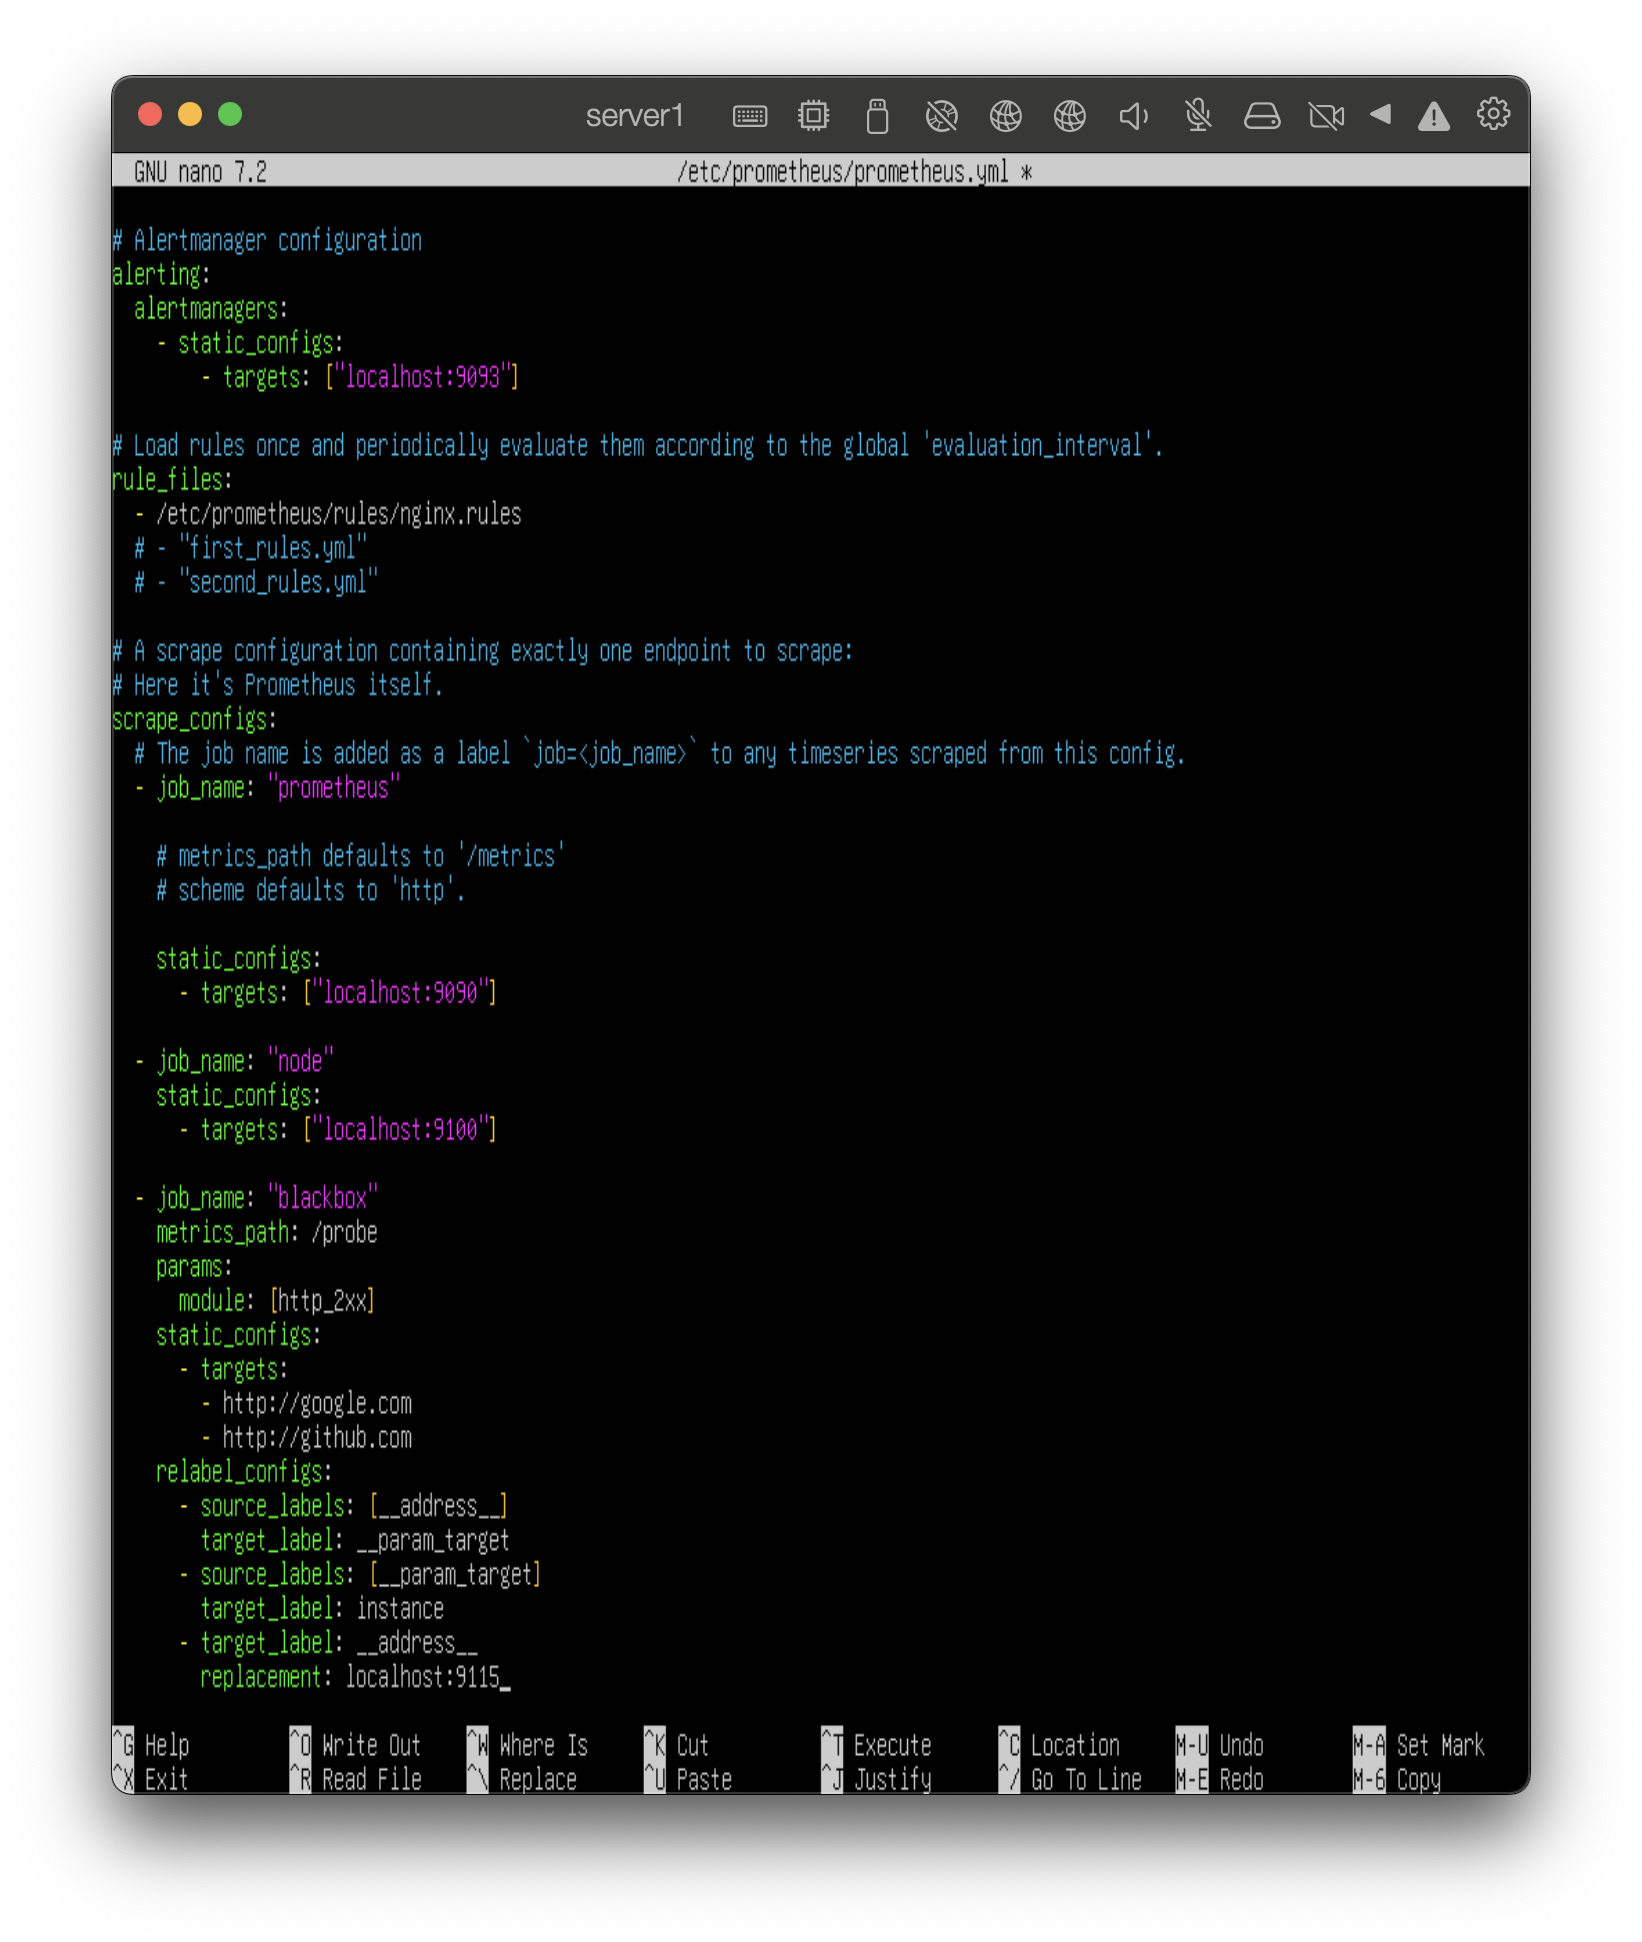 server1
GNU nano 7.2 /etc/prometheus/prometheus.yml *
# Alertmanager configuration
alerting:
  alertmanagers:
    - static_configs:
        - targets: ["localhost:9093"]

# Load rules once and periodically evaluate them according to the global 'evaluation_interval'.
rule_files:
  - /etc/prometheus/rules/nginx.rules
  # - "first_rules.yml"
  # - "second_rules.yml"

# A scrape configuration containing exactly one endpoint to scrape:
# Here it's Prometheus itself.
scrape_configs:
  # The job name is added as a label `job=<job_name>` to any timeseries scraped from this config.
  - job_name: "prometheus"

    # metrics_path defaults to '/metrics'
    # scheme defaults to 'http'.

    static_configs:
      - targets: ["localhost:9090"]

  - job_name: "node"
    static_configs:
      - targets: ["localhost:9100"]

  - job_name: "blackbox"
    metrics_path: /probe
    params:
      module: [http_2xx]
    static_configs:
      - targets:
        - http://google.com
        - http://github.com
    relabel_configs:
      - source_labels: [__address__]
        target_label: __param_target
      - source_labels: [__param_target]
        target_label: instance
      - target_label: __address__
        replacement: localhost:9115

^G Help ^O Write Out ^W Where Is ^K Cut ^T Execute ^C Location M-U Undo M-A Set Mark
^X Exit ^R Read File ^\ Replace ^U Paste ^J Justify ^/ Go To Line M-E Redo M-6 Copy